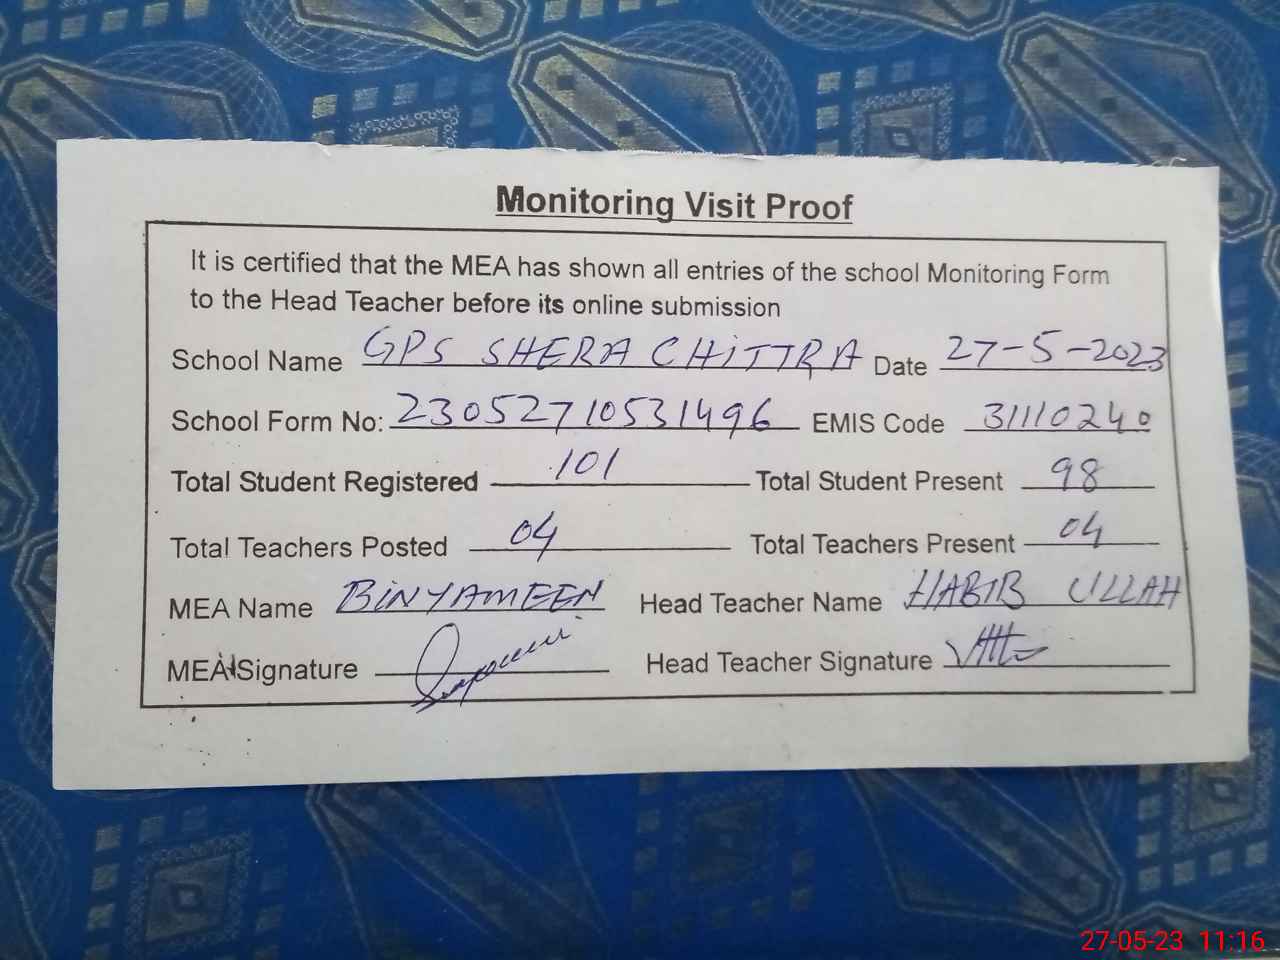 Monitoring Visit Proof
It is certified that the MEA has shown all entries of the school Monitoring Form
to the Head Teacher before its online submission
School Name GPS SHERA CHITTRA Date 27-5-2023
School Form No: 23052710531496 EMIS Code 31110240
Total Student Registered 101 Total Student Present 98
Total Teachers Posted 04 Total Teachers Present 04
MEA Name BINYAMEEN Head Teacher Name HABIB ULLAH
MEA Signature Head Teacher Signature
27-05-23 11:16